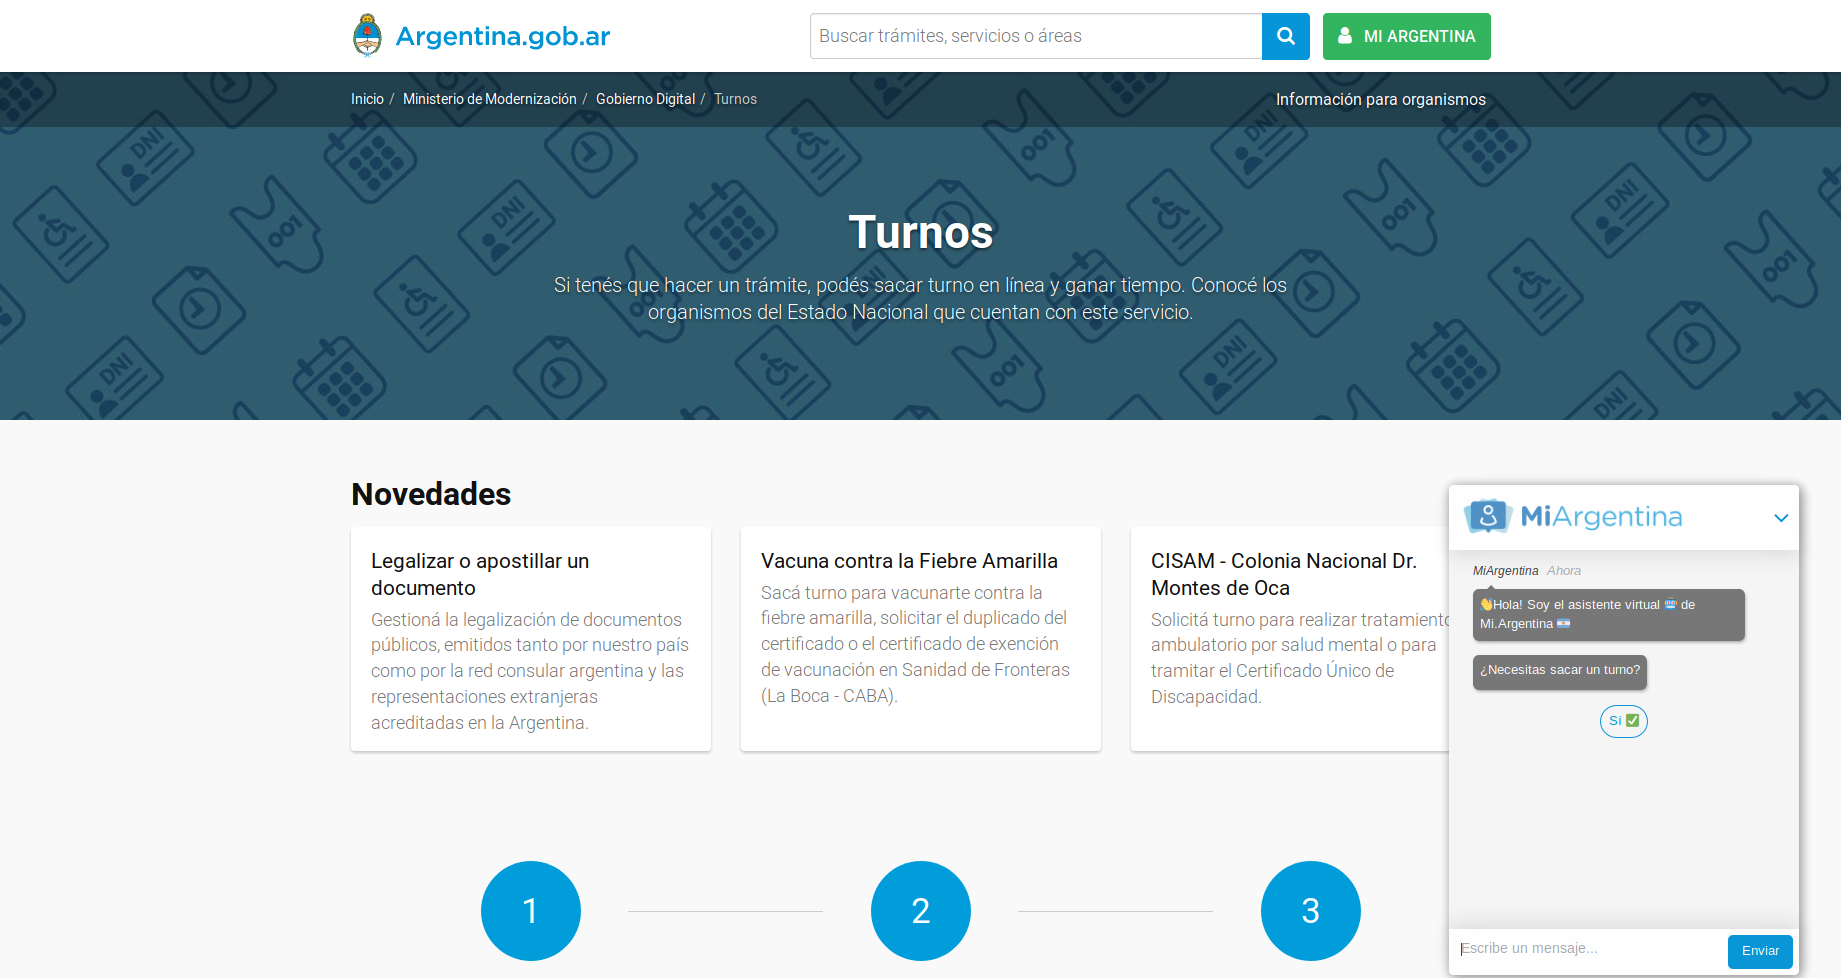 Argentina.gob.ar
Buscar trámites, servicios o áreas
MI ARGENTINA
Inicio / Ministerio de Modernización / Gobierno Digital / Turnos
Información para organismos
Turnos
Si tenés que hacer un trámite, podés sacar turno en línea y ganar tiempo. Conocé los
organismos del Estado Nacional que cuentan con este servicio.
Novedades
Legalizar o apostillar un
documento
Gestioná la legalización de documentos
públicos, emitidos tanto por nuestro país
como por la red consular argentina y las
representaciones extranjeras
acreditadas en la Argentina.
Vacuna contra la Fiebre Amarilla
Sacá turno para vacunarte contra la
fiebre amarilla, solicitar el duplicado del
certificado o el certificado de exención
de vacunación en Sanidad de Fronteras
(La Boca - CABA).
CISAM - Colonia Nacional Dr.
Montes de Oca
Solicitá turno para realizar tratamiento
ambulatorio por salud mental o para
tramitar el Certificado Único de
Discapacidad.
1
2
3
MiArgentina
MiArgentina Ahora
👋Hola! Soy el asistente virtual 🤖 de
Mi.Argentina 🇦🇷
¿Necesitas sacar un turno?
Sí ✅
Escribe un mensaje...
Enviar
DNI
001